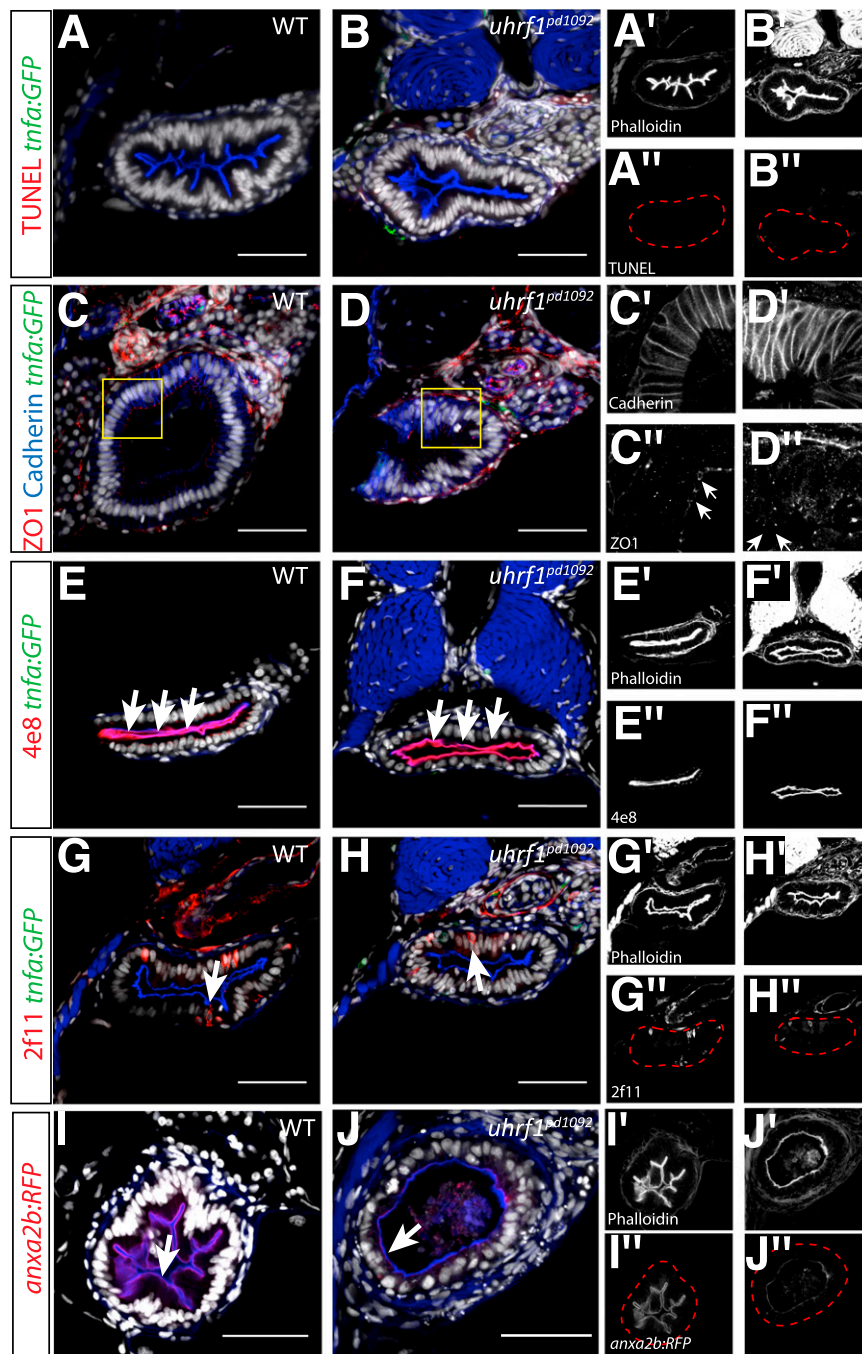 TUNEL tnfa:GFP
A WT
B uhrf1pd1092
A' Phalloidin
B'
A'' TUNEL
B''
ZO1 Cadherin tnfa:GFP
C WT
D uhrf1pd1092
C' Cadherin
D'
C'' ZO1
D''
4e8 tnfa:GFP
E WT
F uhrf1pd1092
E' Phalloidin
F'
E'' 4e8
F''
2f11 tnfa:GFP
G WT
H uhrf1pd1092
G' Phalloidin
H'
G'' 2f11
H''
anxa2b:RFP
I WT
J uhrf1pd1092
I' Phalloidin
J'
I'' anxa2b:RFP
J''